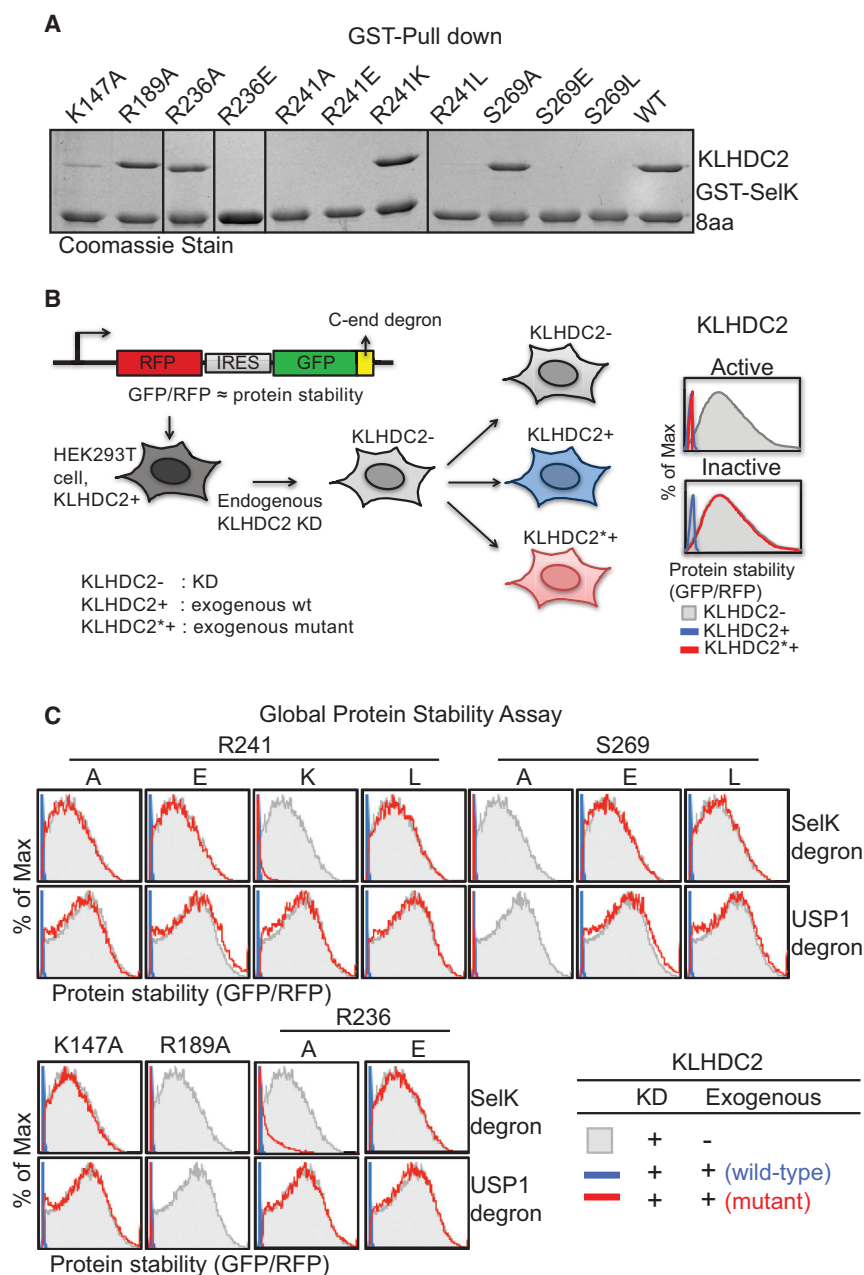 A
GST-Pull down
K147A R189A R236A R236E R241A R241E R241K R241L S269A S269E S269L WT
KLHDC2
GST-SelK
8aa
Coomassie Stain
B
C-end degron
RFP IRES GFP
GFP/RFP ≈ protein stability
HEK293T
cell,
KLHDC2+
Endogenous
KLHDC2 KD
KLHDC2-
KLHDC2-
KLHDC2+
KLHDC2*+
KLHDC2- : KD
KLHDC2+ : exogenous wt
KLHDC2*+ : exogenous mutant
KLHDC2
Active
Inactive
% of Max
Protein stability
(GFP/RFP)
KLHDC2-
KLHDC2+
KLHDC2*+
C
Global Protein Stability Assay
R241 S269
A E K L A E L
% of Max
SelK
degron
USP1
degron
Protein stability (GFP/RFP)
R236
K147A R189A A E
% of Max
SelK
degron
USP1
degron
Protein stability (GFP/RFP)
KLHDC2
KD Exogenous
+ -
+ + (wild-type)
+ + (mutant)